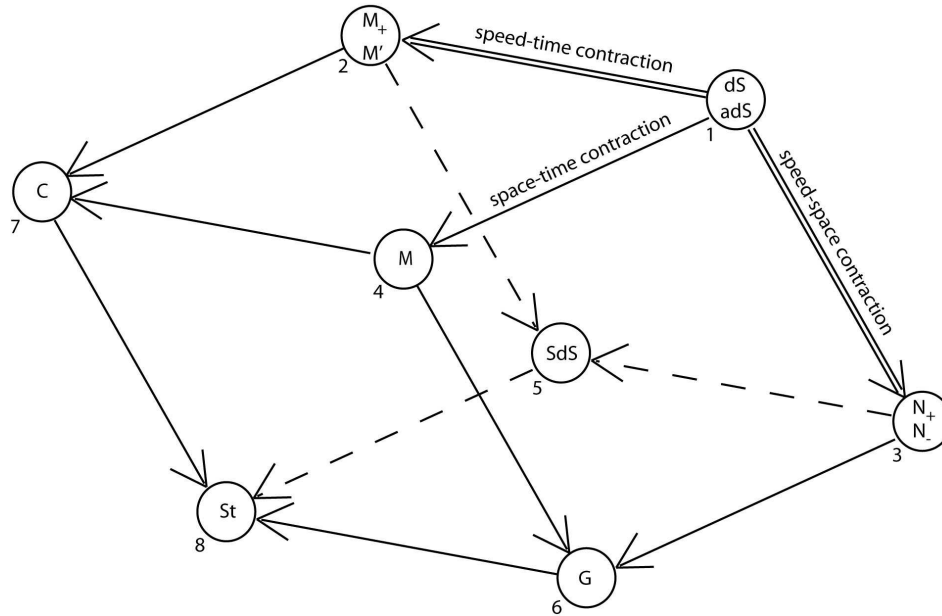 M₊
M′
2
speed-time contraction
dS
adS
1
space-time contraction
speed-space contraction
C
7
M
4
SdS
5
N₊
N₋
3
St
8
G
6